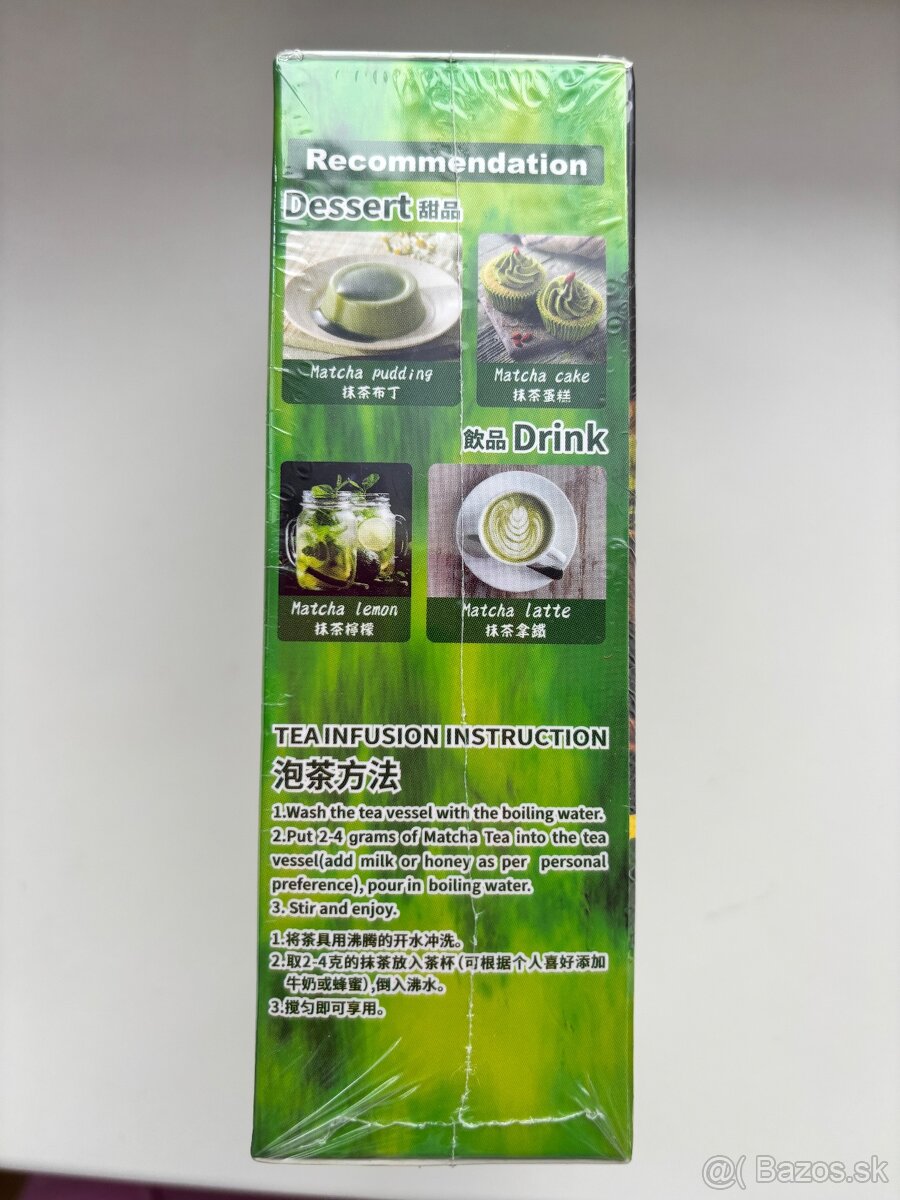 Recommendation
Dessert 甜品
Matcha pudding
抹茶布丁
Matcha cake
抹茶蛋糕
飲品 Drink
Matcha lemon
抹茶檸檬
Matcha latte
抹茶拿鐵
TEA INFUSION INSTRUCTION
泡茶方法
1.Wash the tea vessel with the boiling water.
2.Put 2-4 grams of Matcha Tea into the tea
vessel(add milk or honey as per personal
preference), pour in boiling water.
3. Stir and enjoy.
1.将茶具用沸腾的开水冲洗。
2.取2-4克的抹茶放入茶杯(可根据个人喜好添加
牛奶或蜂蜜),倒入沸水。
3.搅匀即可享用。
@( Bazos.sk